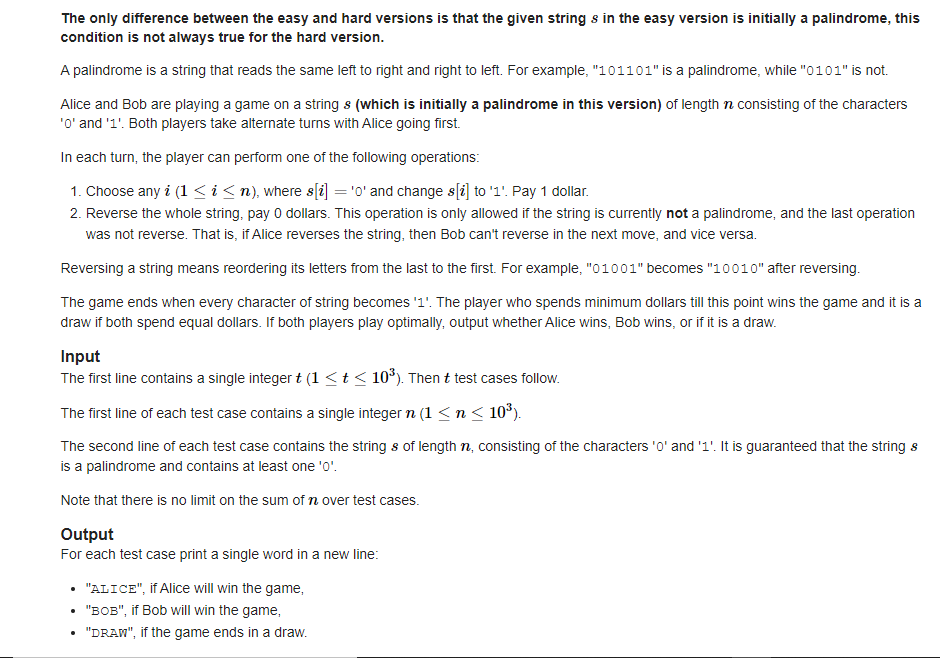 The only difference between the easy and hard versions is that the given string s in the easy version is initially a palindrome, this
condition is not always true for the hard version.
A palindrome is a string that reads the same left to right and right to left. For example, "101101" is a palindrome, while "0101" is not.
Alice and Bob are playing a game on a string s (which is initially a palindrome in this version) of length n consisting of the characters
'0' and '1'. Both players take alternate turns with Alice going first.
In each turn, the player can perform one of the following operations:
1. Choose any i (1 ≤ i ≤ n), where s[i] = '0' and change s[i] to '1'. Pay 1 dollar.
2. Reverse the whole string, pay 0 dollars. This operation is only allowed if the string is currently not a palindrome, and the last operation
was not reverse. That is, if Alice reverses the string, then Bob can't reverse in the next move, and vice versa.
Reversing a string means reordering its letters from the last to the first. For example, "01001" becomes "10010" after reversing.
The game ends when every character of string becomes '1'. The player who spends minimum dollars till this point wins the game and it is a
draw if both spend equal dollars. If both players play optimally, output whether Alice wins, Bob wins, or if it is a draw.
Input
The first line contains a single integer t (1 ≤ t ≤ 10³). Then t test cases follow.
The first line of each test case contains a single integer n (1 ≤ n ≤ 10³).
The second line of each test case contains the string s of length n, consisting of the characters '0' and '1'. It is guaranteed that the string s
is a palindrome and contains at least one '0'.
Note that there is no limit on the sum of n over test cases.
Output
For each test case print a single word in a new line:
• "ALICE", if Alice will win the game,
• "BOB", if Bob will win the game,
• "DRAW", if the game ends in a draw.